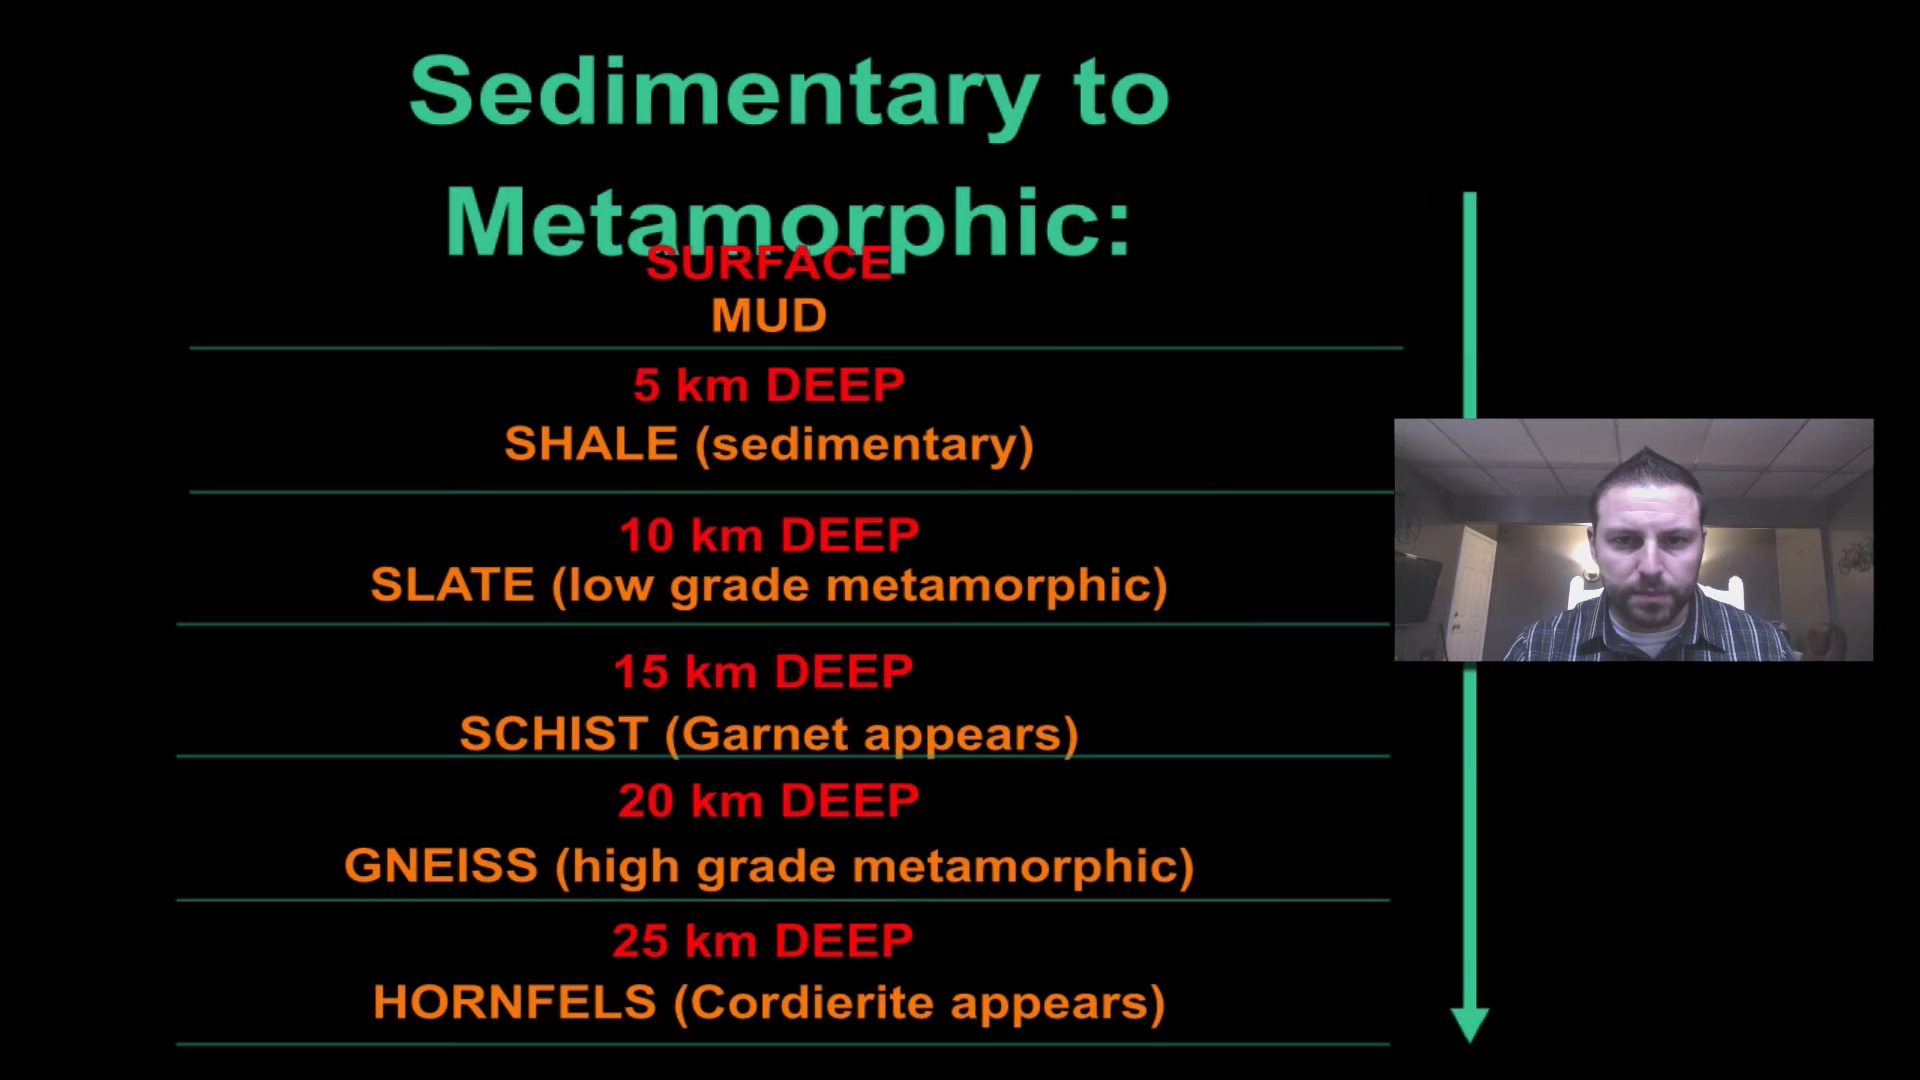 Sedimentary to
Metamorphic:
SURFACE
MUD
5 km DEEP
SHALE (sedimentary)
10 km DEEP
SLATE (low grade metamorphic)
15 km DEEP
SCHIST (Garnet appears)
20 km DEEP
GNEISS (high grade metamorphic)
25 km DEEP
HORNFELS (Cordierite appears)